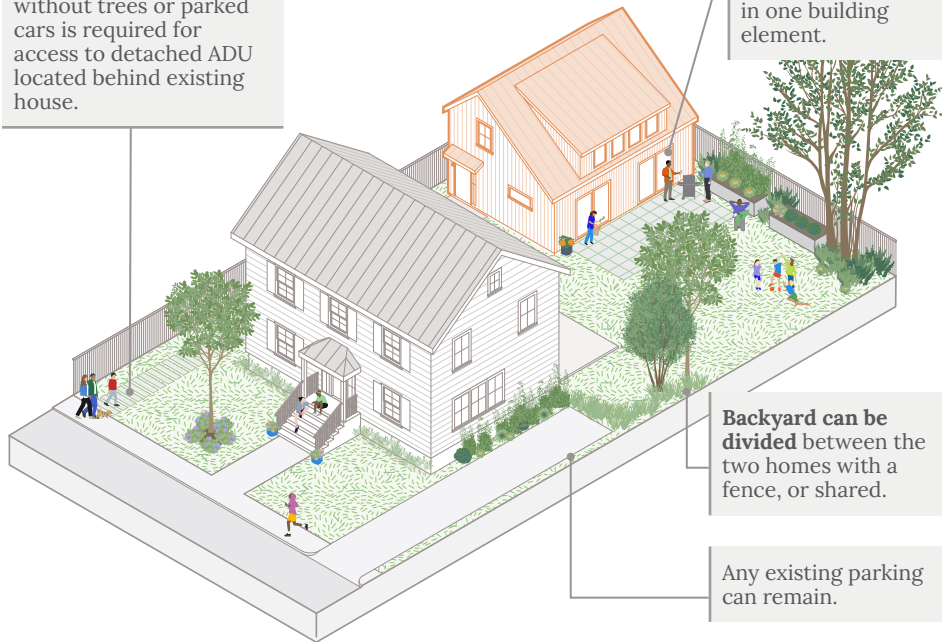 without trees or parked
cars is required for
access to detached ADU
located behind existing
house.
in one building
element.
Backyard can be
divided between the
two homes with a
fence, or shared.
Any existing parking
can remain.